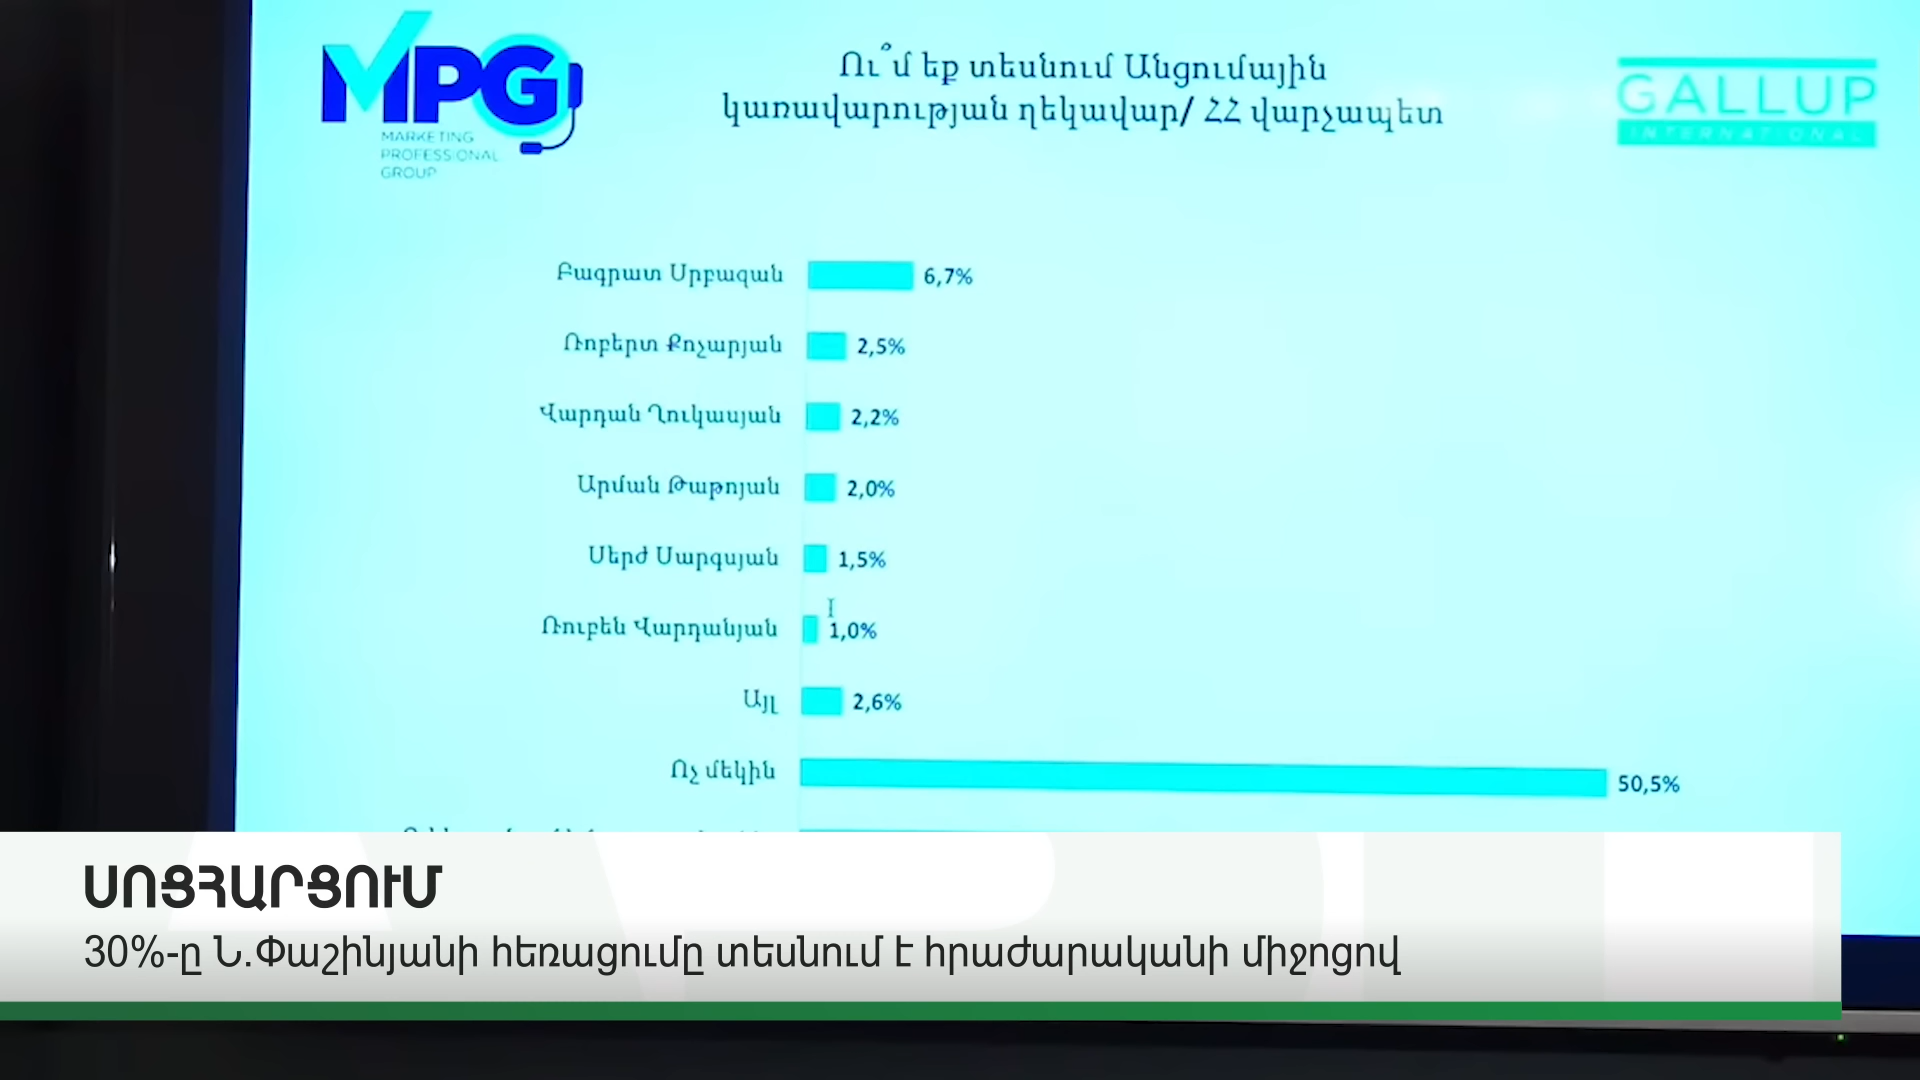 MPG
MARKETING
PROFESSIONAL
GROUP
Ու՞մ եք տեսնում Անցումային
կառավարության ղեկավար/ ՀՀ վարչապետ
GALLUP
INTERNATIONAL
Բագրատ Սրբազան 6,7%
Ռոբերտ Քոչարյան 2,5%
Վարդան Ղուկասյան 2,2%
Արման Թաթոյան 2,0%
Սերժ Սարգսյան 1,5%
Ռուբեն Վարդանյան 1,0%
Այլ 2,6%
Ոչ մեկին 50,5%
ՍՈՑՀԱՐՑՈՒՄ
30%-ը Ն.Փաշինյանի հեռացումը տեսնում է հրաժարականի միջոցով